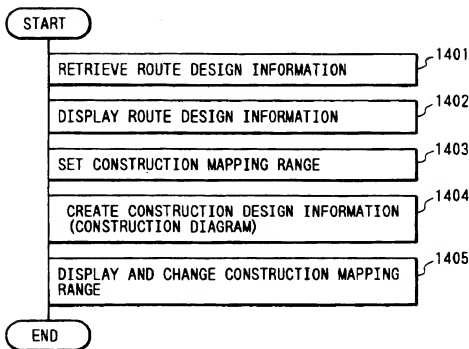 START
RETRIEVE ROUTE DESIGN INFORMATION
1401
DISPLAY ROUTE DESIGN INFORMATION
1402
SET CONSTRUCTION MAPPING RANGE
1403
CREATE CONSTRUCTION DESIGN INFORMATION
(CONSTRUCTION DIAGRAM)
1404
DISPLAY AND CHANGE CONSTRUCTION MAPPING
RANGE
1405
END